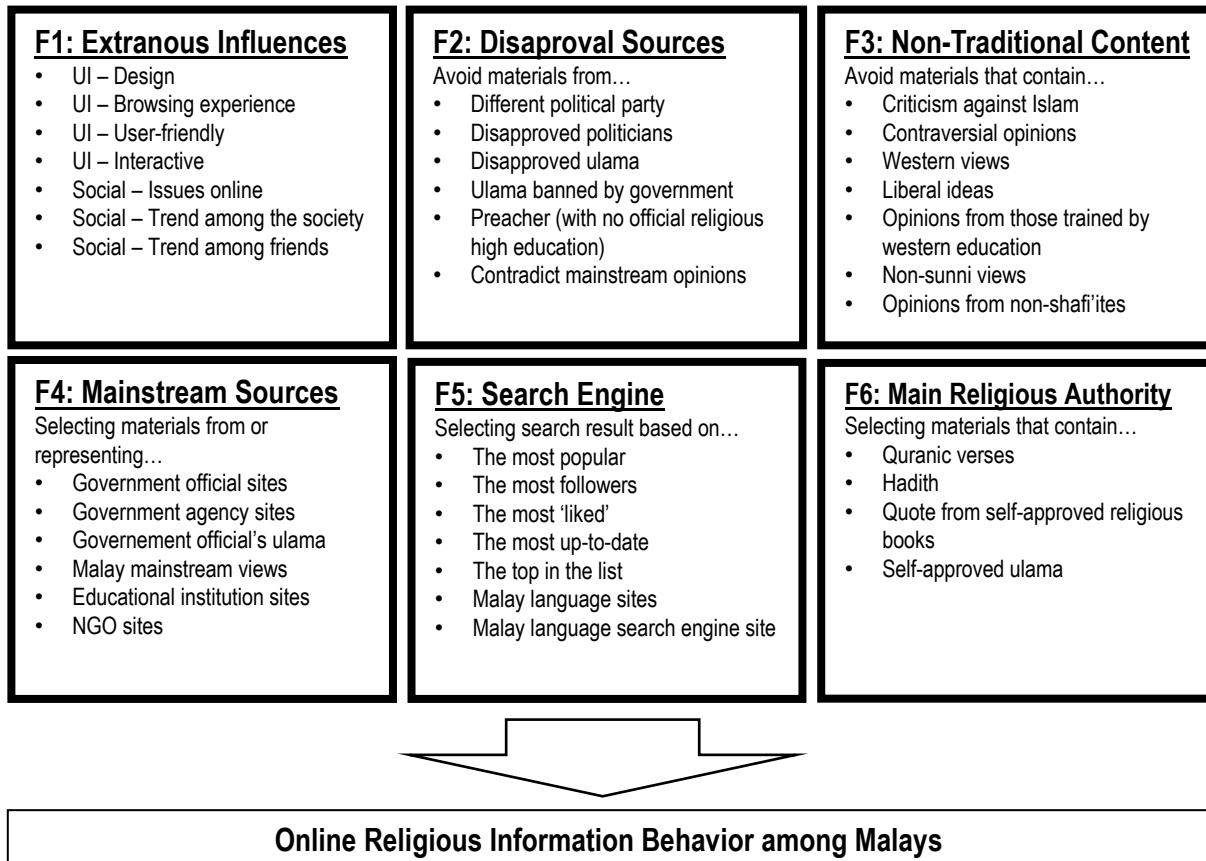 F1: Extranous Influences
• UI – Design
• UI – Browsing experience
• UI – User-friendly
• UI – Interactive
• Social – Issues online
• Social – Trend among the society
• Social – Trend among friends
F2: Disaproval Sources
Avoid materials from…
• Different political party
• Disapproved politicians
• Disapproved ulama
• Ulama banned by government
• Preacher (with no official religious
high education)
• Contradict mainstream opinions
F3: Non-Traditional Content
Avoid materials that contain…
• Criticism against Islam
• Contraversial opinions
• Western views
• Liberal ideas
• Opinions from those trained by
western education
• Non-sunni views
• Opinions from non-shafi’ites
F4: Mainstream Sources
Selecting materials from or
representing…
• Government official sites
• Government agency sites
• Governement official’s ulama
• Malay mainstream views
• Educational institution sites
• NGO sites
F5: Search Engine
Selecting search result based on…
• The most popular
• The most followers
• The most ‘liked’
• The most up-to-date
• The top in the list
• Malay language sites
• Malay language search engine site
F6: Main Religious Authority
Selecting materials that contain…
• Quranic verses
• Hadith
• Quote from self-approved religious
books
• Self-approved ulama
Online Religious Information Behavior among Malays